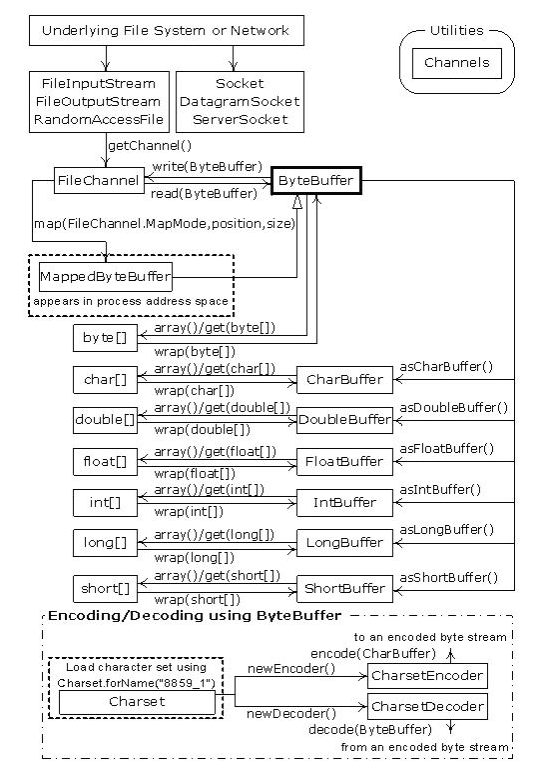 Underlying File System or Network
Utilities
Channels
FileInputStream
FileOutputStream
RandomAccessFile
Socket
DatagramSocket
ServerSocket
getChannel()
write(ByteBuffer)
FileChannel
ByteBuffer
read(ByteBuffer)
map(FileChannel.MapMode,position,size)
MappedByteBuffer
appears in process address space
array()/get(byte[])
byte[]
wrap(byte[])
array()/get(char[])
asCharBuffer()
char[]
CharBuffer
wrap(char[])
array()/get(double[])
asDoubleBuffer()
double[]
DoubleBuffer
wrap(double[])
array()/get(float[])
asFloatBuffer()
float[]
FloatBuffer
wrap(float[])
array()/get(int[])
asIntBuffer()
int[]
IntBuffer
wrap(int[])
array()/get(long[])
asLongBuffer()
long[]
LongBuffer
wrap(long[])
array()/get(short[])
asShortBuffer()
short[]
ShortBuffer
wrap(short[])
Encoding/Decoding using ByteBuffer
to an encoded byte stream
encode(CharBuffer)
Load character set using
Charset.forName("8859_1")
Charset
newEncoder()
CharsetEncoder
newDecoder()
CharsetDecoder
decode(ByteBuffer)
from an encoded byte stream